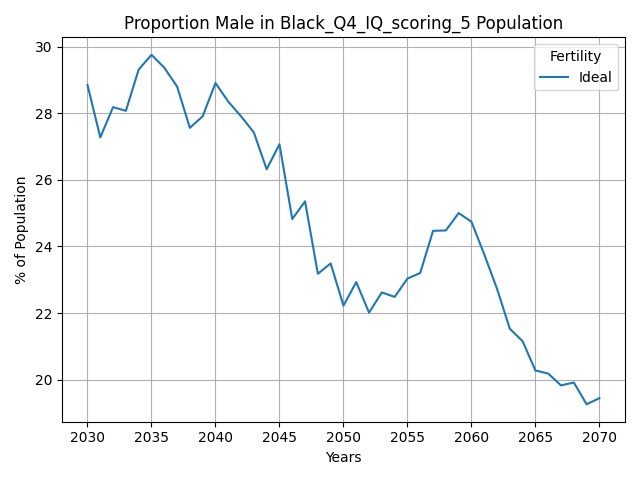 Proportion Male in Black_Q4_IQ_scoring_5 Population
Fertility
Ideal
% of Population
30
28
26
24
22
20
2030 2035 2040 2045 2050 2055 2060 2065 2070
Years